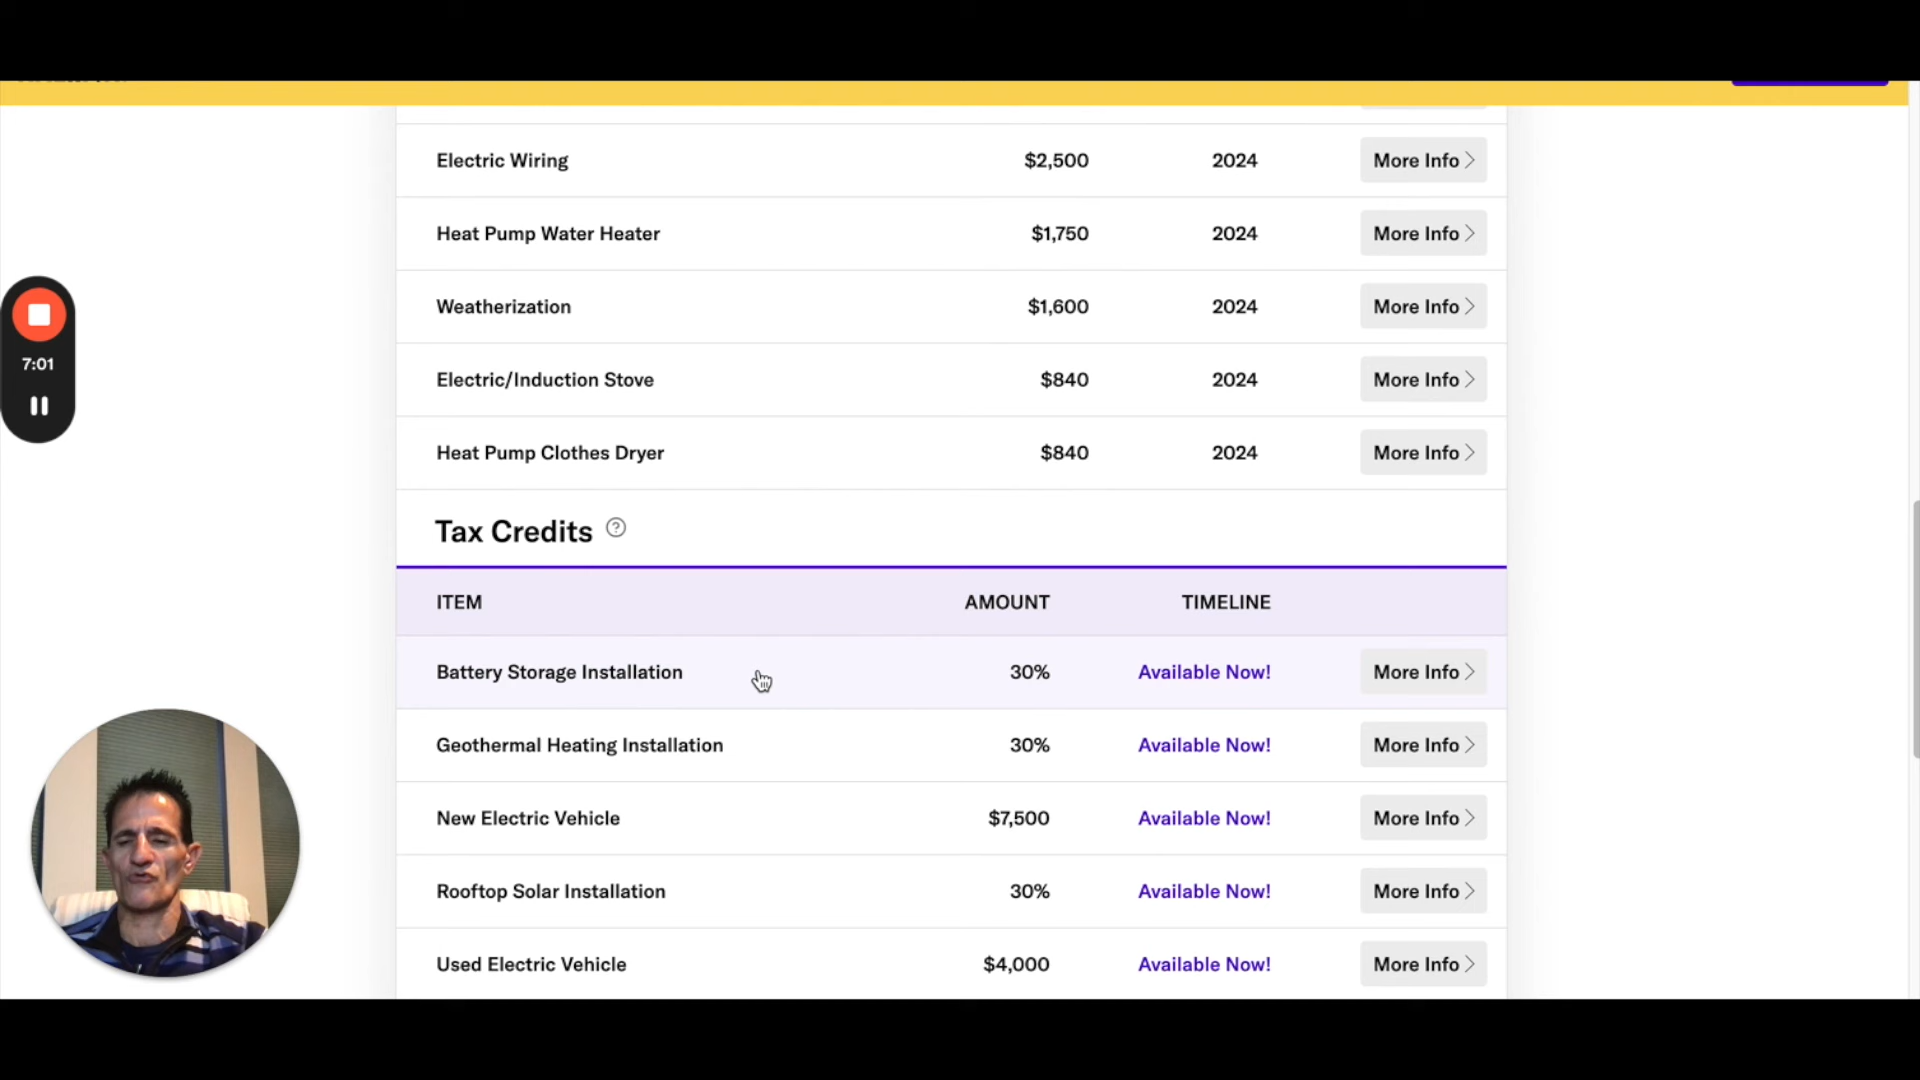 Electric Wiring $2,500 2024 More Info
Heat Pump Water Heater $1,750 2024 More Info
Weatherization $1,600 2024 More Info
Electric/Induction Stove $840 2024 More Info
Heat Pump Clothes Dryer $840 2024 More Info
Tax Credits ?
ITEM AMOUNT TIMELINE
Battery Storage Installation 30% Available Now! More Info
Geothermal Heating Installation 30% Available Now! More Info
New Electric Vehicle $7,500 Available Now! More Info
Rooftop Solar Installation 30% Available Now! More Info
Used Electric Vehicle $4,000 Available Now! More Info
7:01